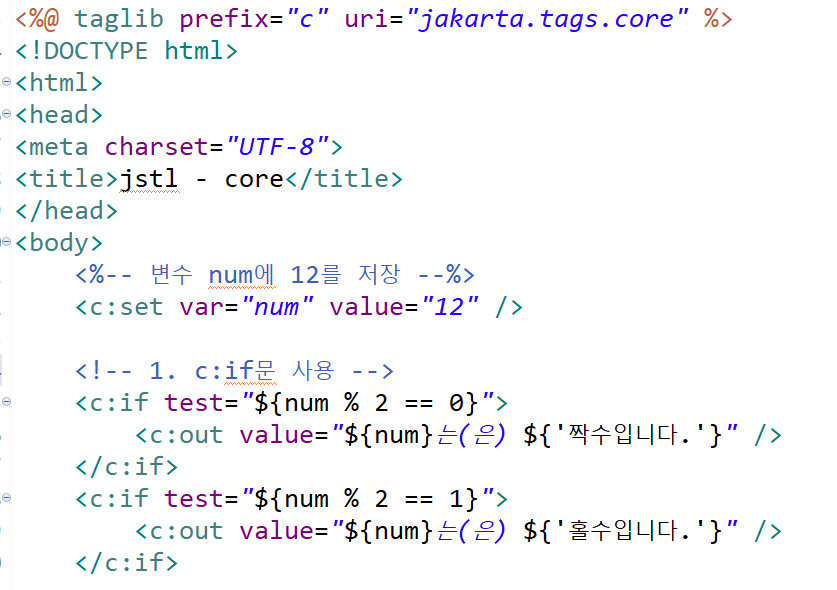 <%@ taglib prefix="c" uri="jakarta.tags.core" %>
<!DOCTYPE html>
<html>
<head>
<meta charset="UTF-8">
<title>jstl - core</title>
</head>
<body>
    <%-- 변수 num에 12를 저장 --%>
    <c:set var="num" value="12" />

    <!-- 1. c:if문 사용 -->
    <c:if test="${num % 2 == 0}">
        <c:out value="${num}는(은) ${'짝수입니다.'}" />
    </c:if>
    <c:if test="${num % 2 == 1}">
        <c:out value="${num}는(은) ${'홀수입니다.'}" />
    </c:if>